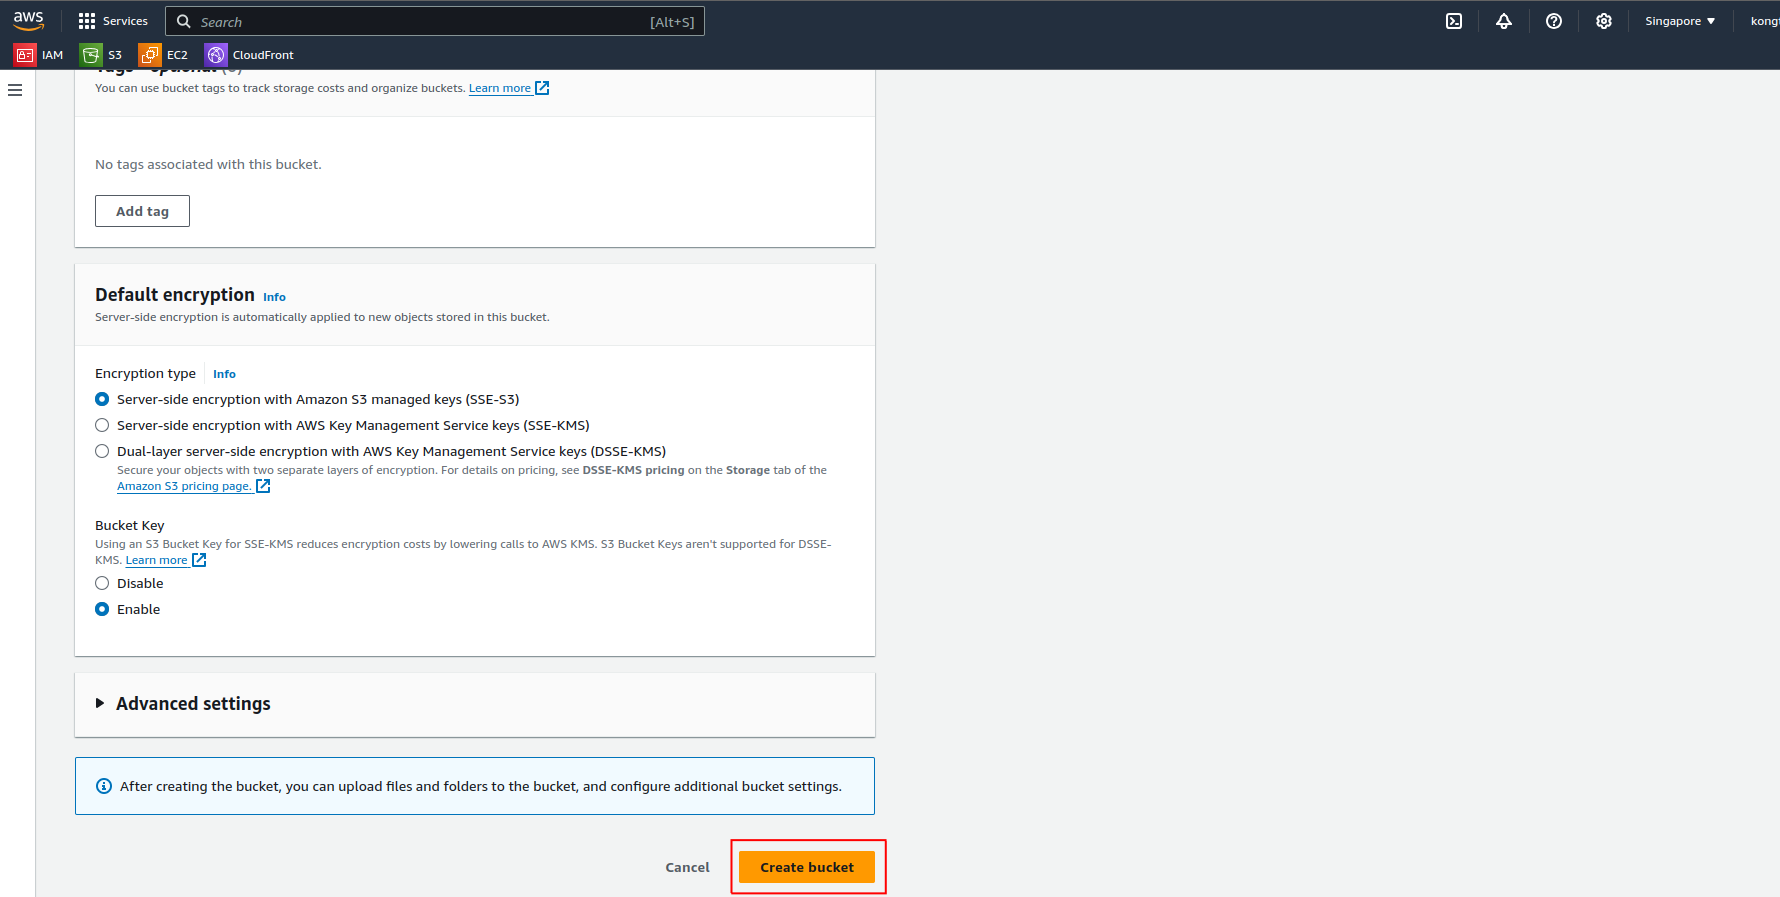 aws
Services
Search
[Alt+S]
Singapore
kongt
IAM
S3
EC2
CloudFront
Tags - optional (0)
You can use bucket tags to track storage costs and organize buckets. Learn more
No tags associated with this bucket.
Add tag
Default encryption Info
Server-side encryption is automatically applied to new objects stored in this bucket.
Encryption type Info
Server-side encryption with Amazon S3 managed keys (SSE-S3)
Server-side encryption with AWS Key Management Service keys (SSE-KMS)
Dual-layer server-side encryption with AWS Key Management Service keys (DSSE-KMS)
Secure your objects with two separate layers of encryption. For details on pricing, see DSSE-KMS pricing on the Storage tab of the
Amazon S3 pricing page.
Bucket Key
Using an S3 Bucket Key for SSE-KMS reduces encryption costs by lowering calls to AWS KMS. S3 Bucket Keys aren't supported for DSSE-
KMS. Learn more
Disable
Enable
Advanced settings
After creating the bucket, you can upload files and folders to the bucket, and configure additional bucket settings.
Cancel
Create bucket